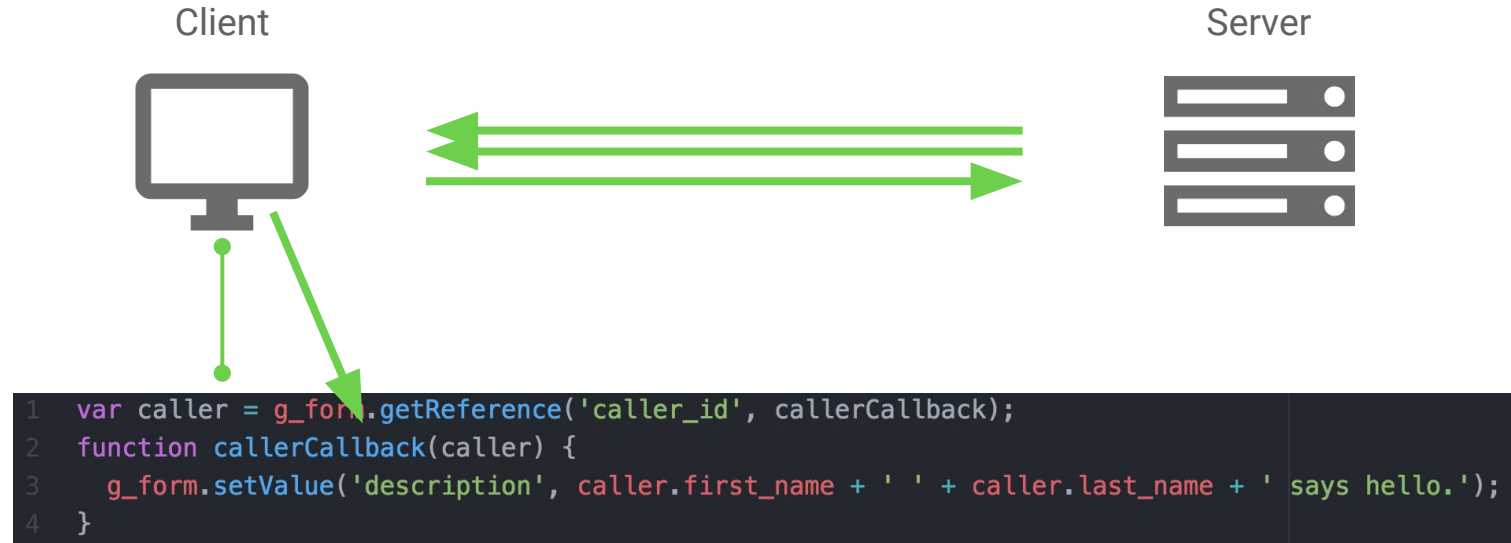 Client
Server
1 var caller = g_form.getReference('caller_id', callerCallback);
2 function callerCallback(caller) {
3 g_form.setValue('description', caller.first_name + ' ' + caller.last_name + ' says hello.');
4 }